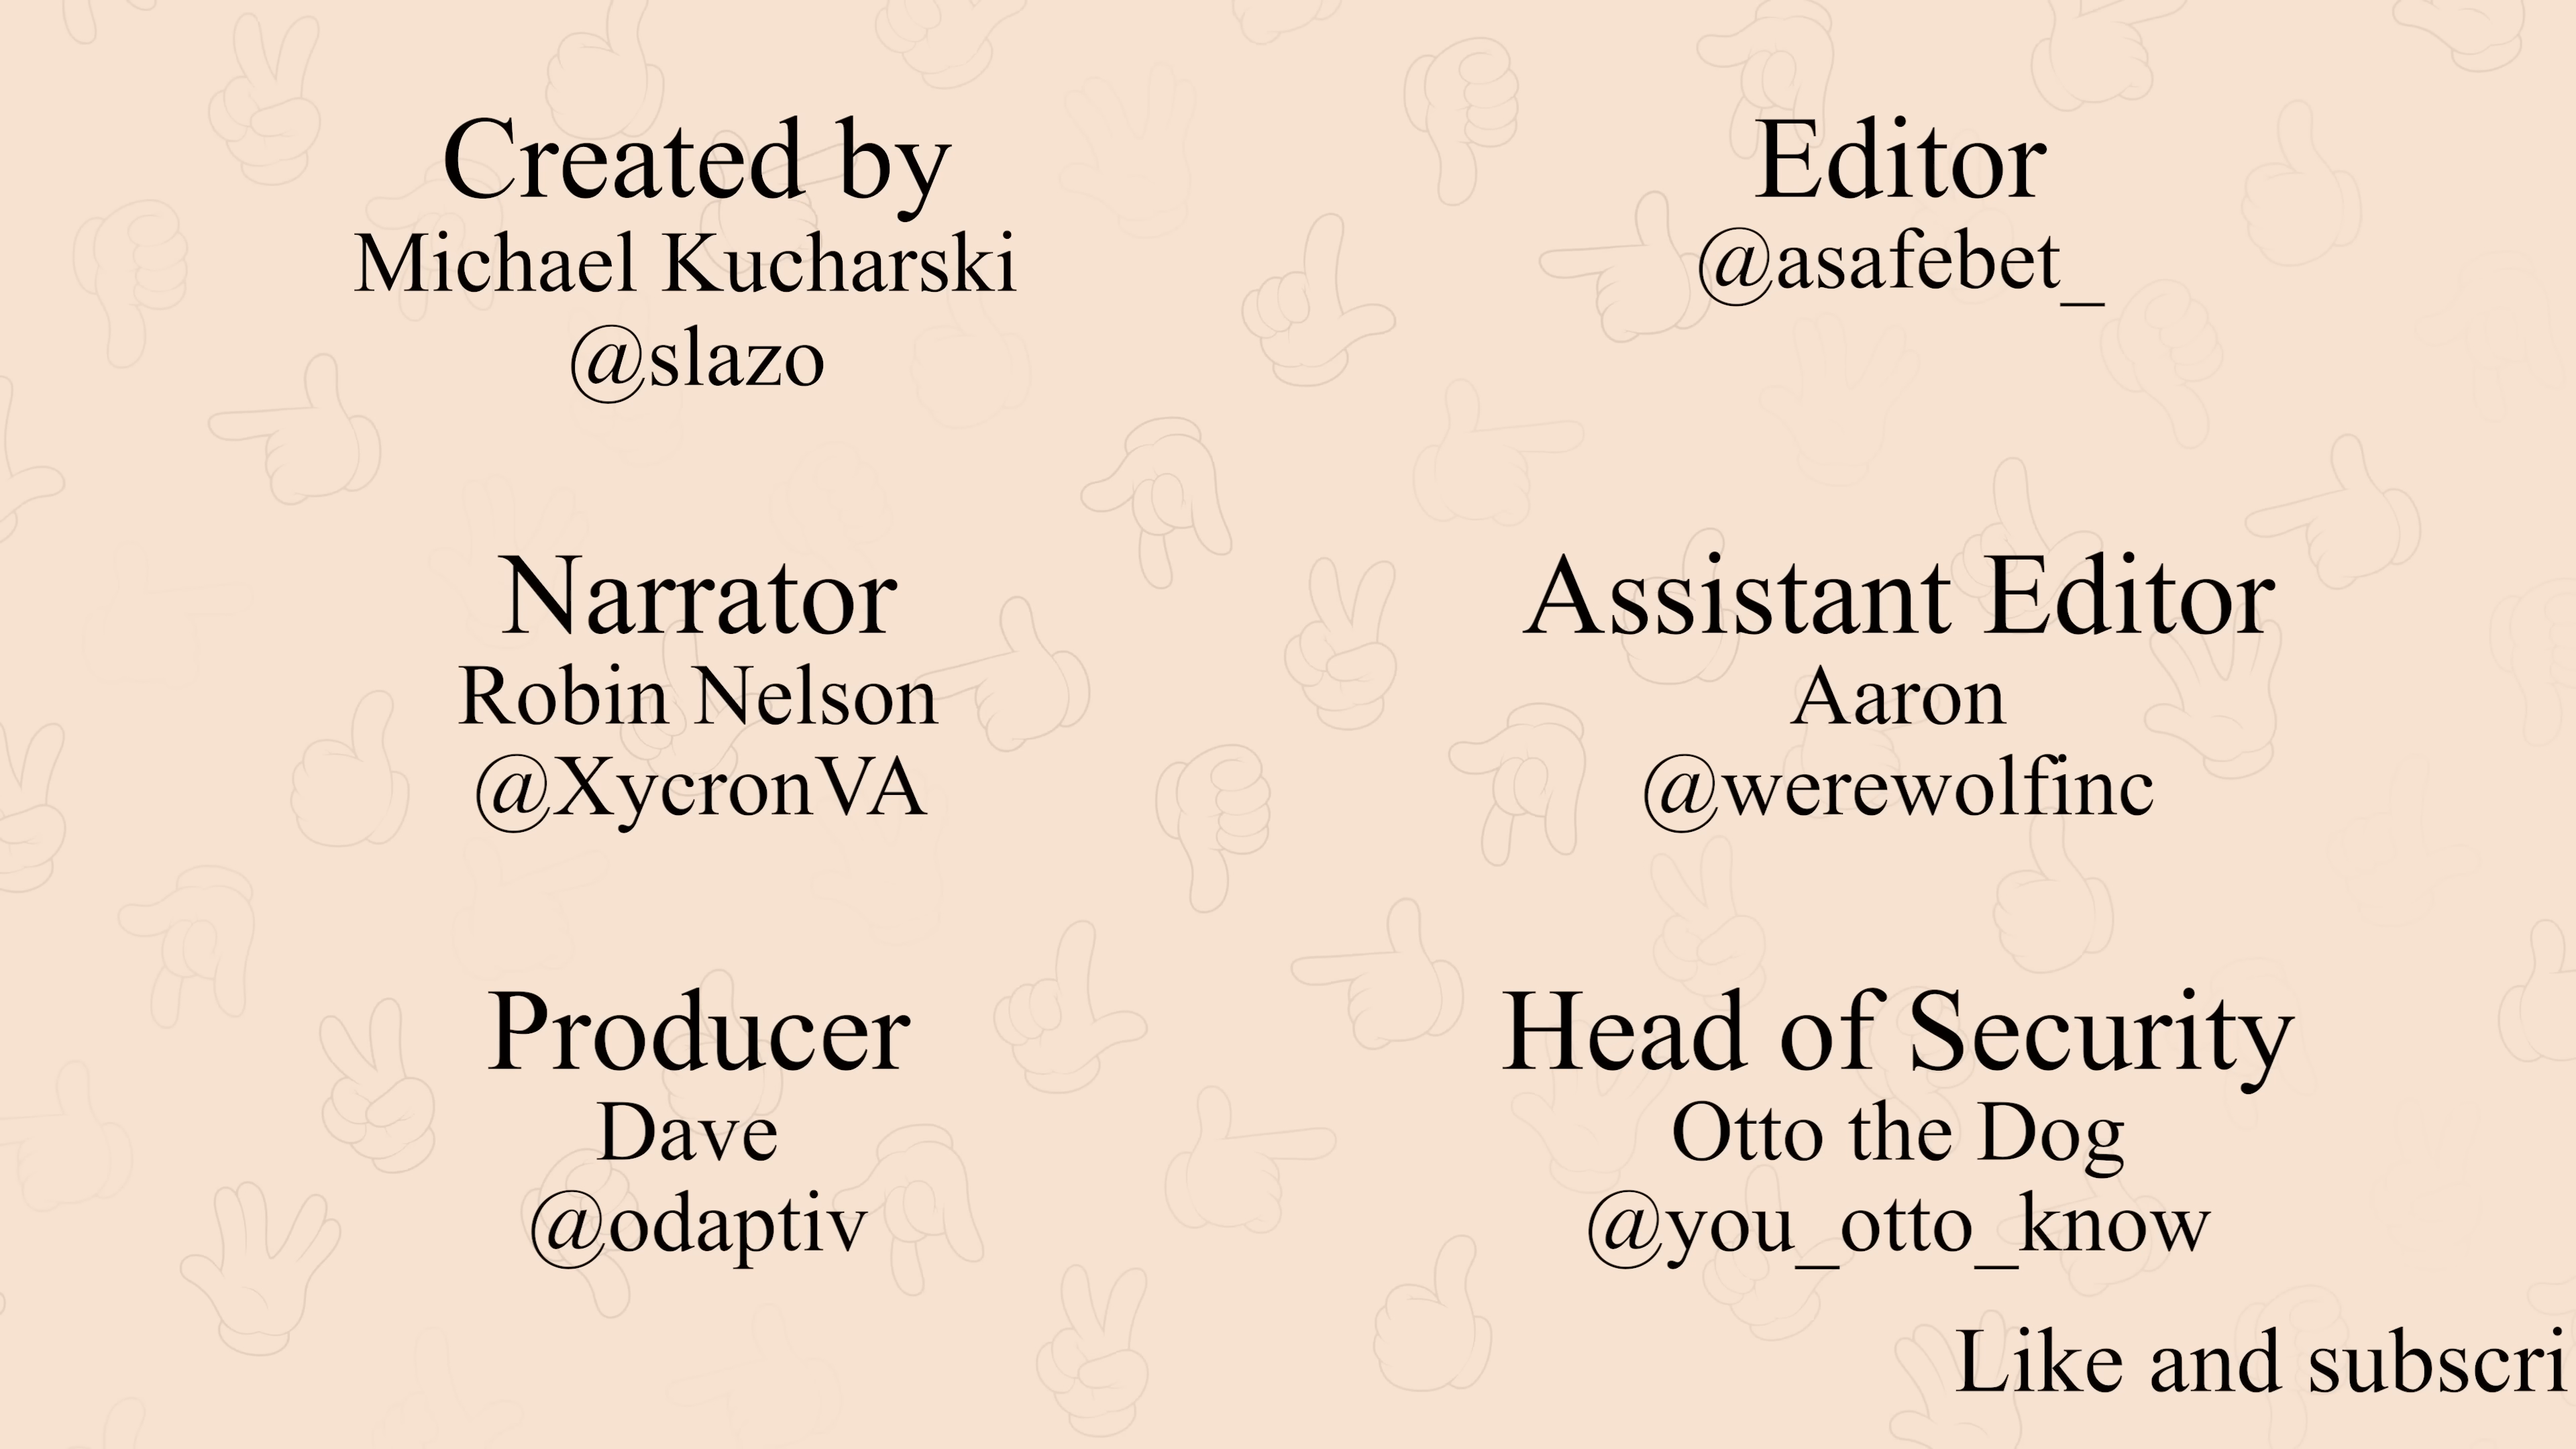 Created by
Michael Kucharski
@slazo
Editor
@asafebet_
Narrator
Robin Nelson
@XycronVA
Assistant Editor
Aaron
@werewolfinc
Producer
Dave
@odaptiv
Head of Security
Otto the Dog
@you_otto_know
Like and subscri